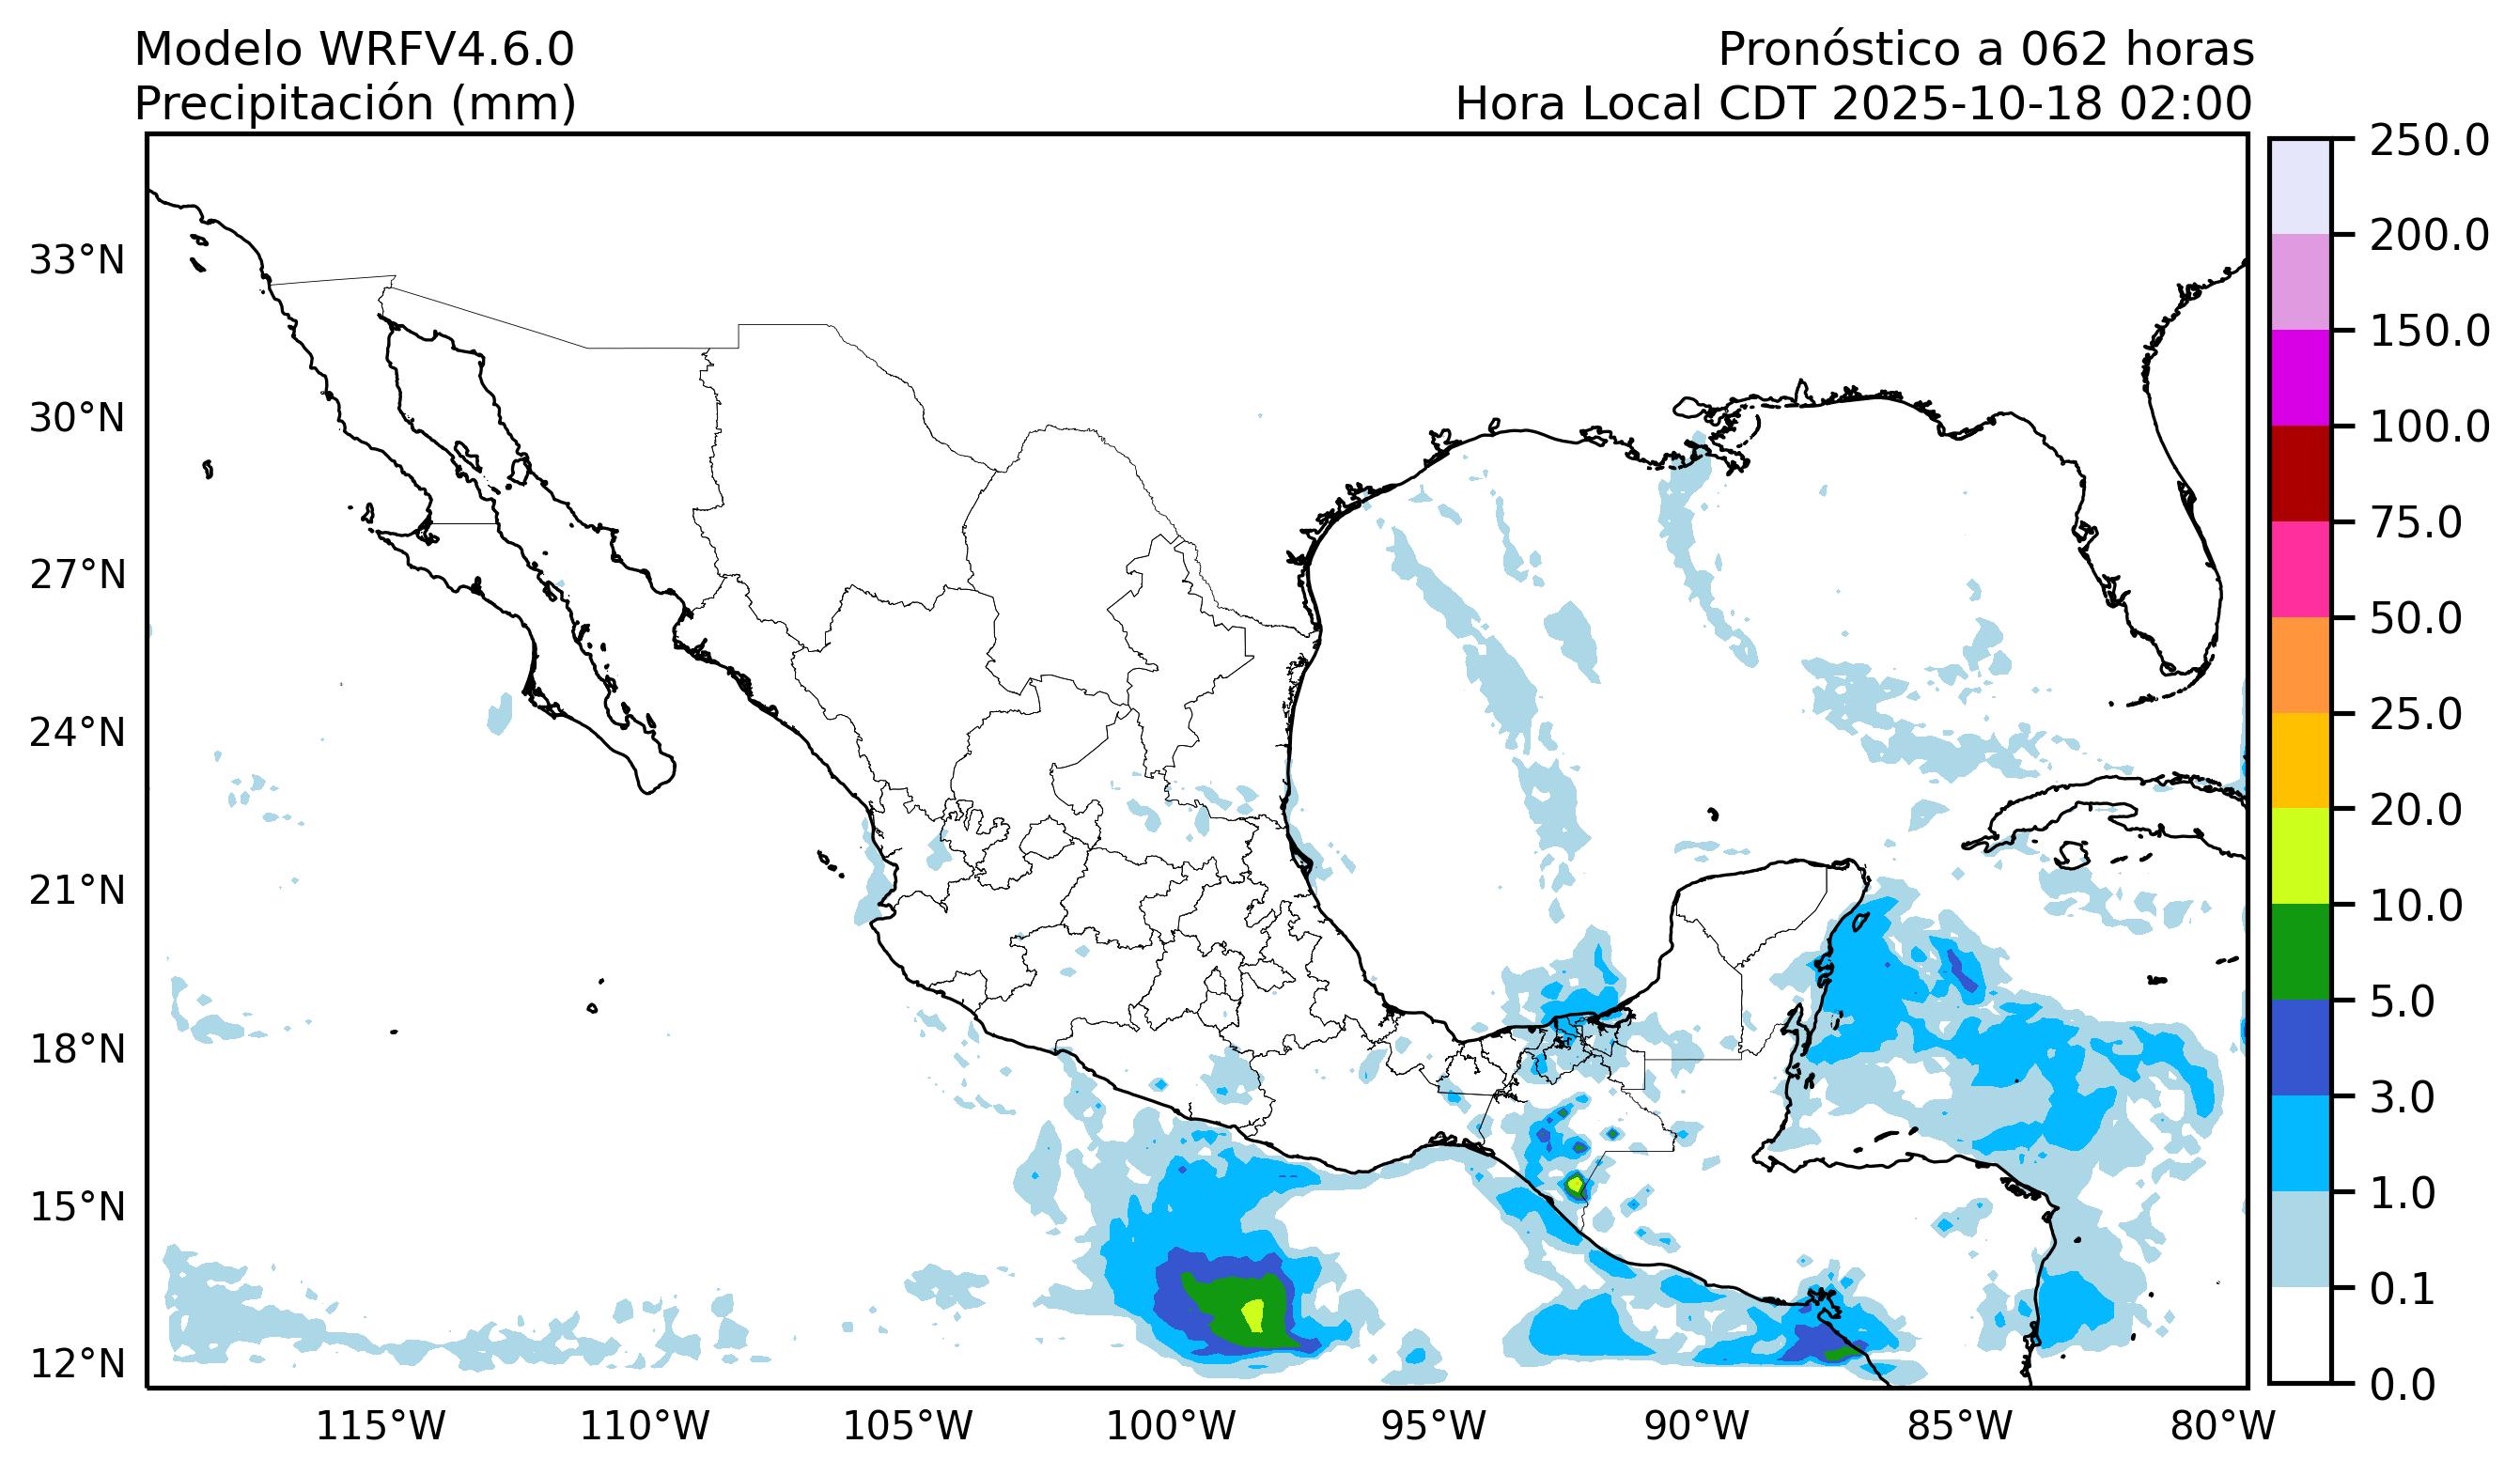 Modelo WRFV4.6.0
Precipitación (mm)
Pronóstico a 062 horas
Hora Local CDT 2025-10-18 02:00
33°N
30°N
27°N
24°N
21°N
18°N
15°N
12°N
115°W
110°W
105°W
100°W
95°W
90°W
85°W
80°W
250.0
200.0
150.0
100.0
75.0
50.0
25.0
20.0
10.0
5.0
3.0
1.0
0.1
0.0